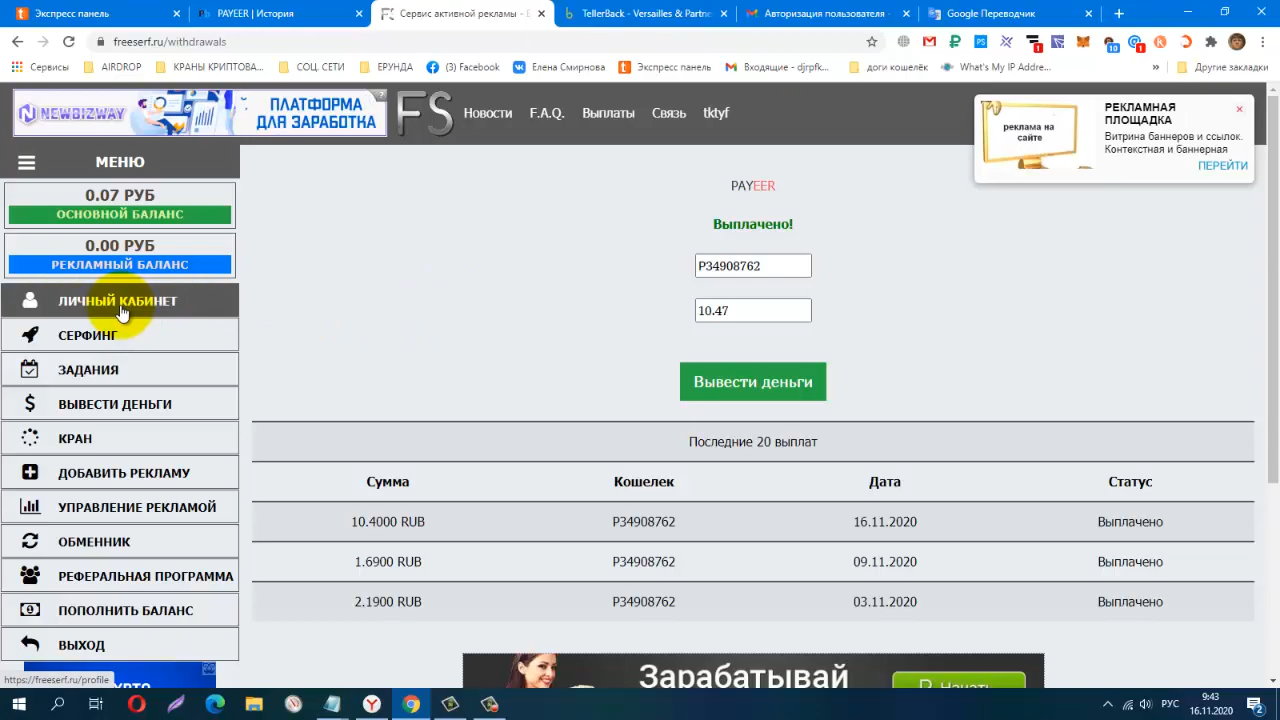 Экспресс панель
PAYEER | История
Сервис активной рекламы - Е
TellerBack - Versailles & Partne
Авторизация пользователя -
Google Переводчик
freeserf.ru/withdrawals
1
10
1
Сервисы
AIRDROP
КРАНЫ КРИПТОВА...
СОЦ. СЕТИ
ЕРУНДА
(3) Facebook
Елена Смирнова
Экспресс панель
Входящие - djrpfk...
доги кошелёк
What's My IP Addre...
»
Другие закладки
NEWBIZWAY
ПЛАТФОРМА
ДЛЯ ЗАРАБОТКА
FS
Новости
F.A.Q.
Выплаты
Связь
tktyf
реклама на
сайте
РЕКЛАМНАЯ
ПЛОЩАДКА
Витрина баннеров и ссылок.
Контекстная и баннерная
ПЕРЕЙТИ
МЕНЮ
0.07 РУБ
ОСНОВНОЙ БАЛАНС
0.00 РУБ
РЕКЛАМНЫЙ БАЛАНС
ЛИЧНЫЙ КАБИНЕТ
СЕРФИНГ
ЗАДАНИЯ
ВЫВЕСТИ ДЕНЬГИ
КРАН
ДОБАВИТЬ РЕКЛАМУ
УПРАВЛЕНИЕ РЕКЛАМОЙ
ОБМЕННИК
РЕФЕРАЛЬНАЯ ПРОГРАММА
ПОПОЛНИТЬ БАЛАНС
ВЫХОД
PAYEER
Выплачено!
P34908762
10.47
Вывести деньги
Последние 20 выплат
Сумма Кошелек Дата Статус
10.4000 RUB P34908762 16.11.2020 Выплачено
1.6900 RUB P34908762 09.11.2020 Выплачено
2.1900 RUB P34908762 03.11.2020 Выплачено
Зарабатывай
https://freeserf.ru/profile
РУС
9:43
16.11.2020
2